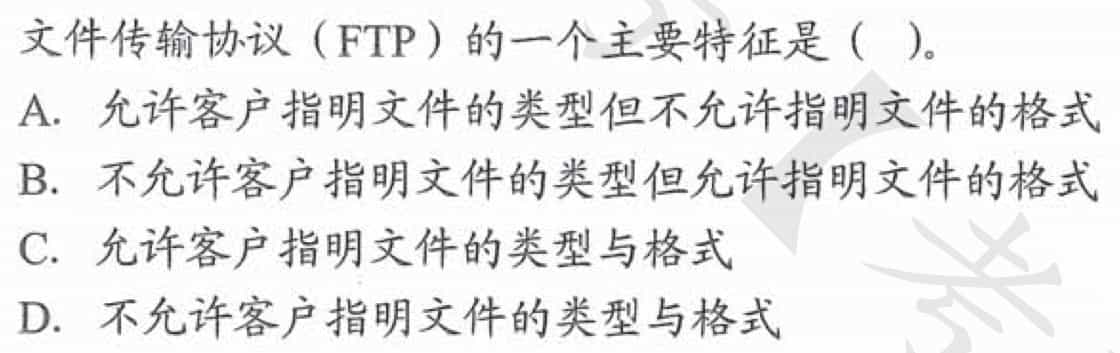 文件传输协议（FTP）的一个主要特征是（ ）。
A. 允许客户指明文件的类型但不允许指明文件的格式
B. 不允许客户指明文件的类型但允许指明文件的格式
C. 允许客户指明文件的类型与格式
D. 不允许客户指明文件的类型与格式